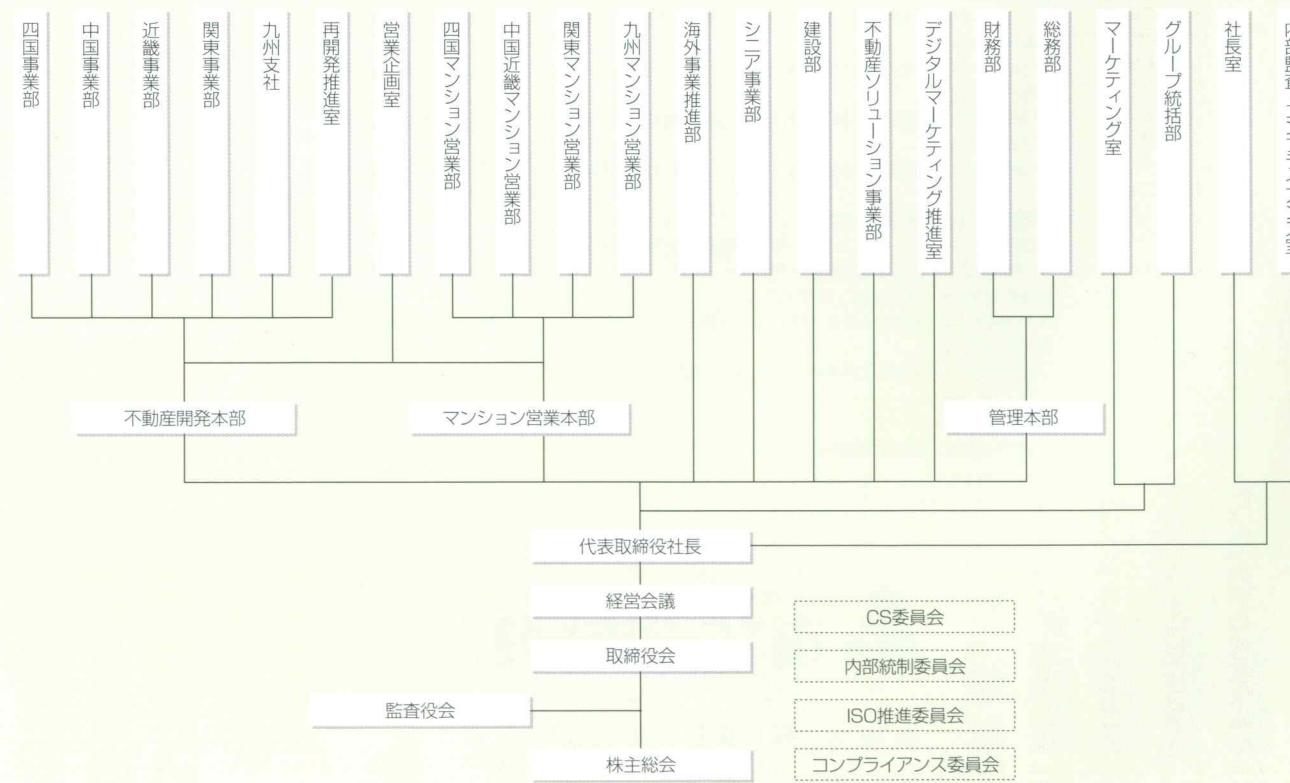 四国事業部
中国事業部
近畿事業部
関東事業部
九州支社
再開発推進室
営業企画室
四国マンション営業部
中国近畿マンション営業部
関東マンション営業部
九州マンション営業部
海外事業推進部
シニア事業部
建設部
不動産ソリューション事業部
デジタルマーケティング推進室
財務部
総務部
マーケティング室
グループ統括部
社長室
不動産開発本部
マンション営業本部
管理本部
代表取締役社長
経営会議
取締役会
監査役会
株主総会
CS委員会
内部統制委員会
ISO推進委員会
コンプライアンス委員会